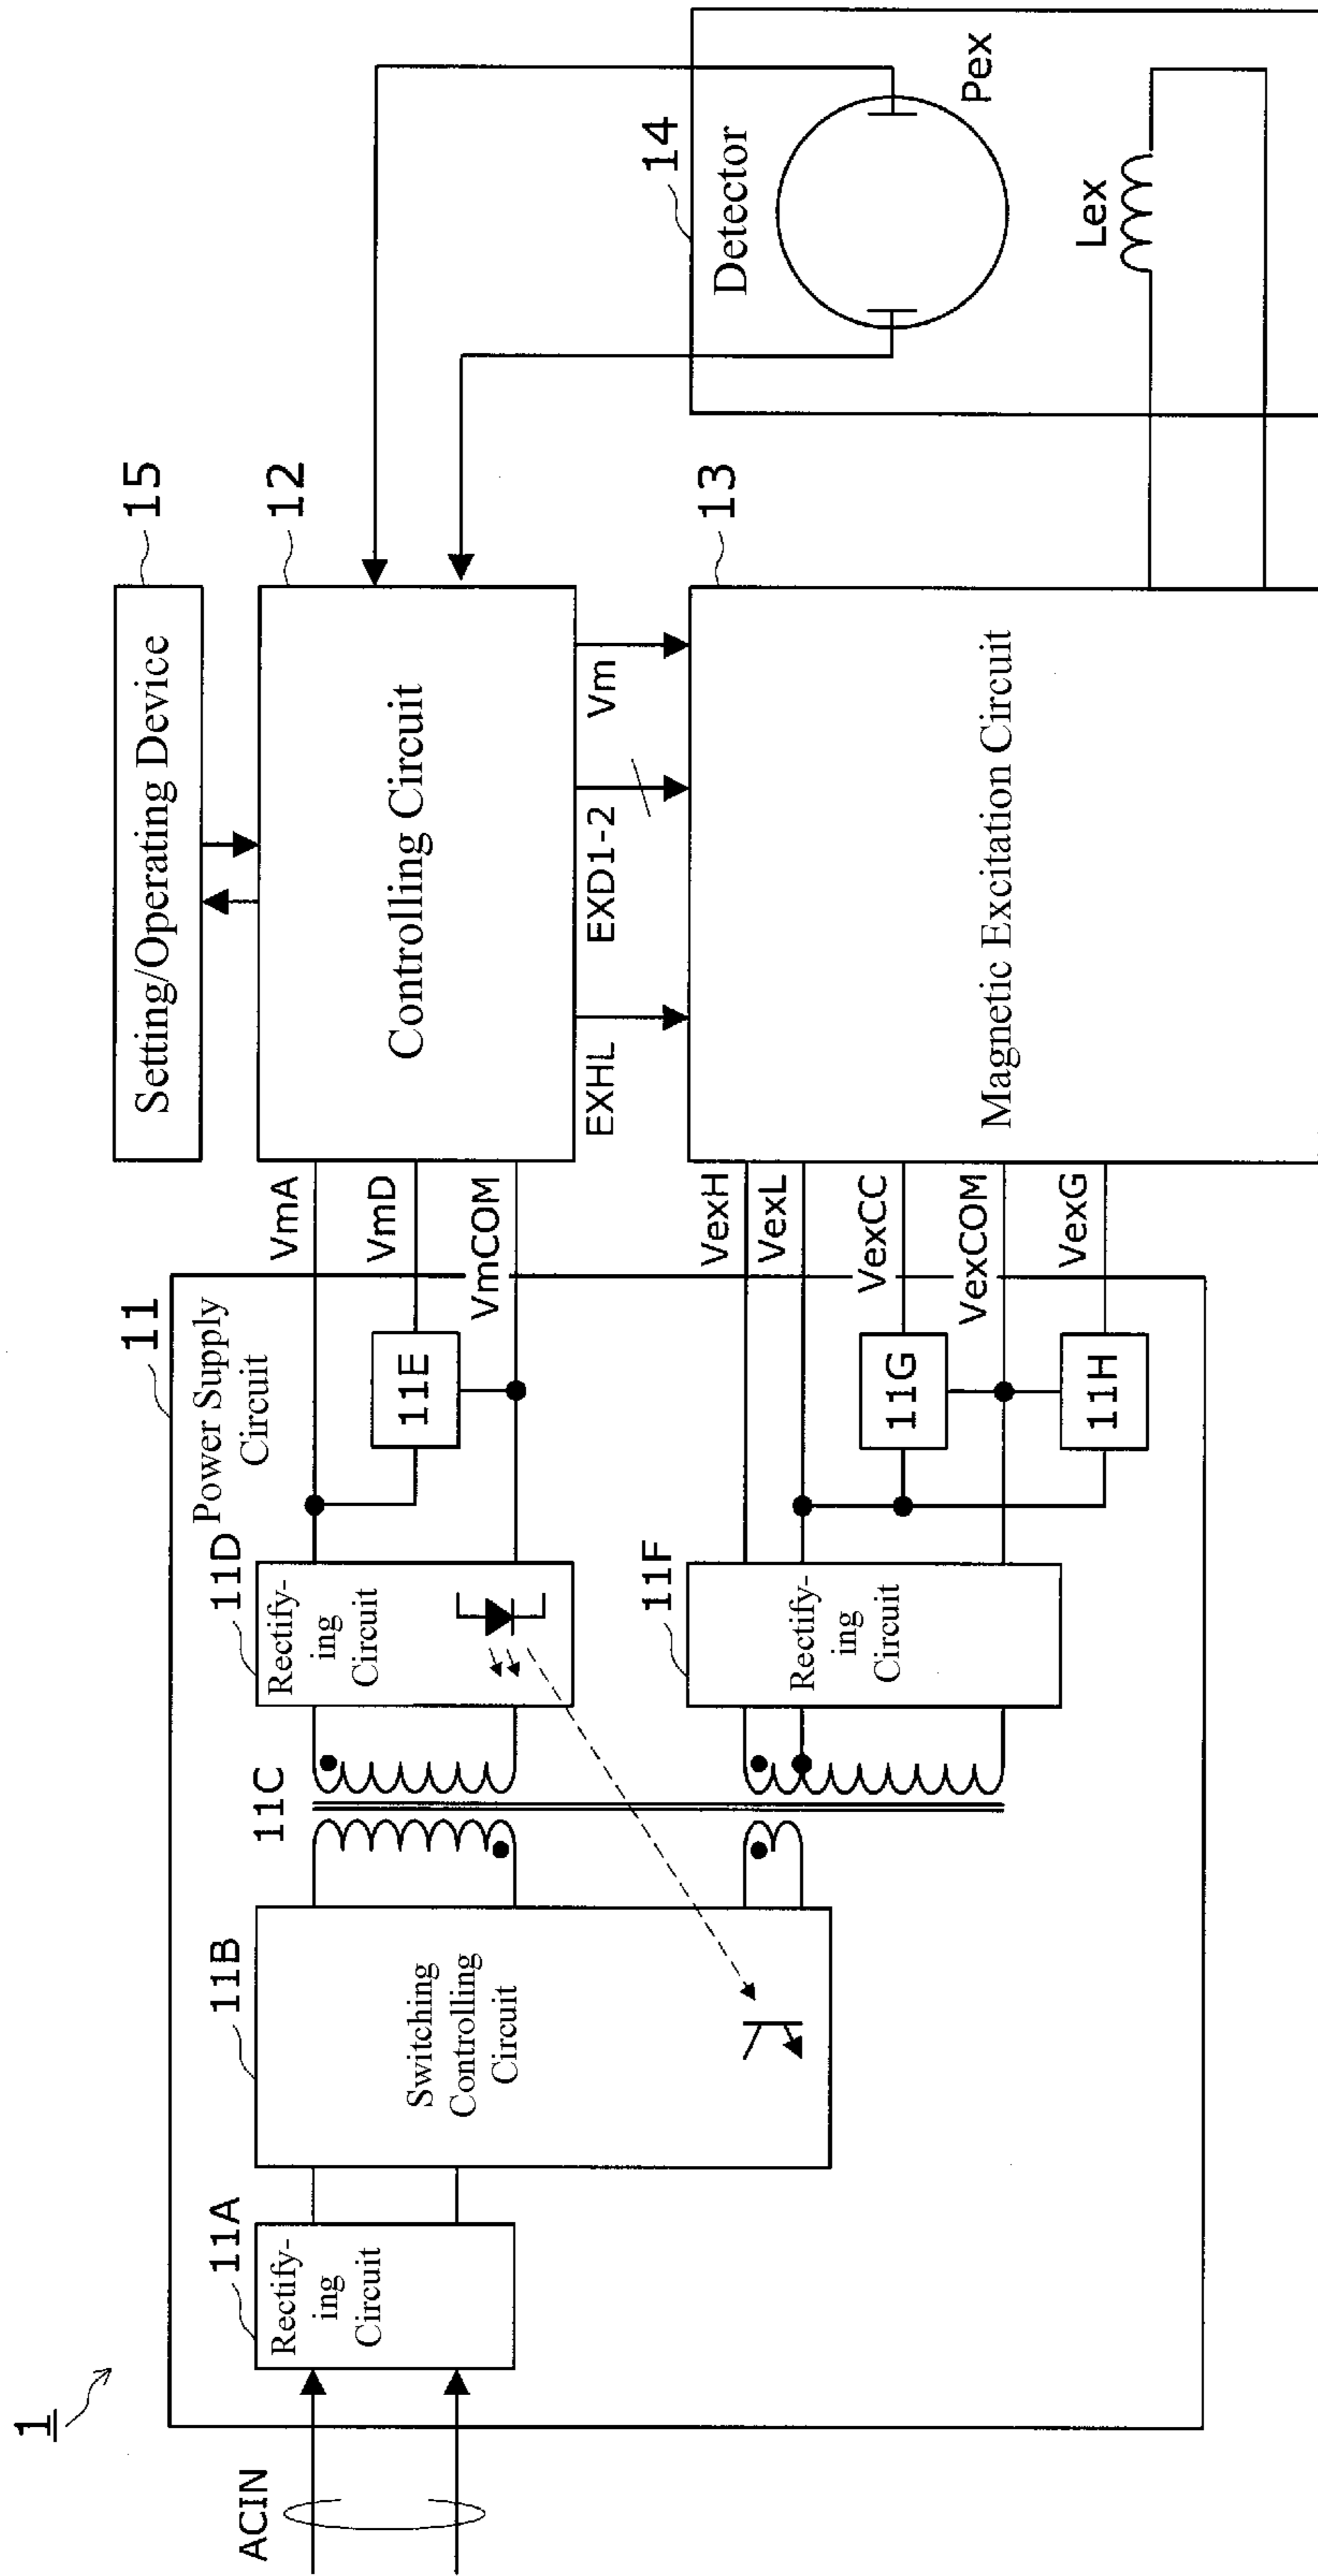 1
ACIN
11
Power Supply
Circuit
11A
Rectify-
ing
Circuit
11B
Switching
Controlling
Circuit
11C
11D
Rectify-
ing
Circuit
11E
11F
Rectify-
ing
Circuit
11G
11H
VmA
VmD
VmCOM
VexH
VexL
VexCC
VexCOM
VexG
15
Setting/Operating Device
12
Controlling Circuit
EXHL
EXD1-2
Vm
13
Magnetic Excitation Circuit
14
Detector
Pex
Lex